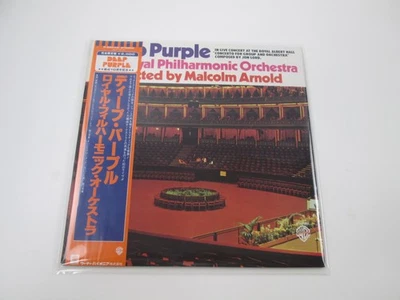 DEEP
PURPLE
ディープ・パープル
ロイヤル・フィルハーモニック・オーケストラ
Purple
IN LIVE CONCERT AT THE ROYAL ALBERT HALL
CONCERTO FOR GROUP AND ORCHESTRA
COMPOSED BY JON LORD
al Philharmonic Orchestra
cted by Malcolm Arnold